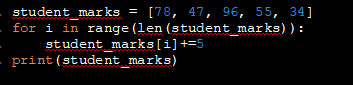 student_marks = [78, 47, 96, 55, 34]
for i in range(len(student_marks)):
    student_marks[i]+=5
print(student_marks)